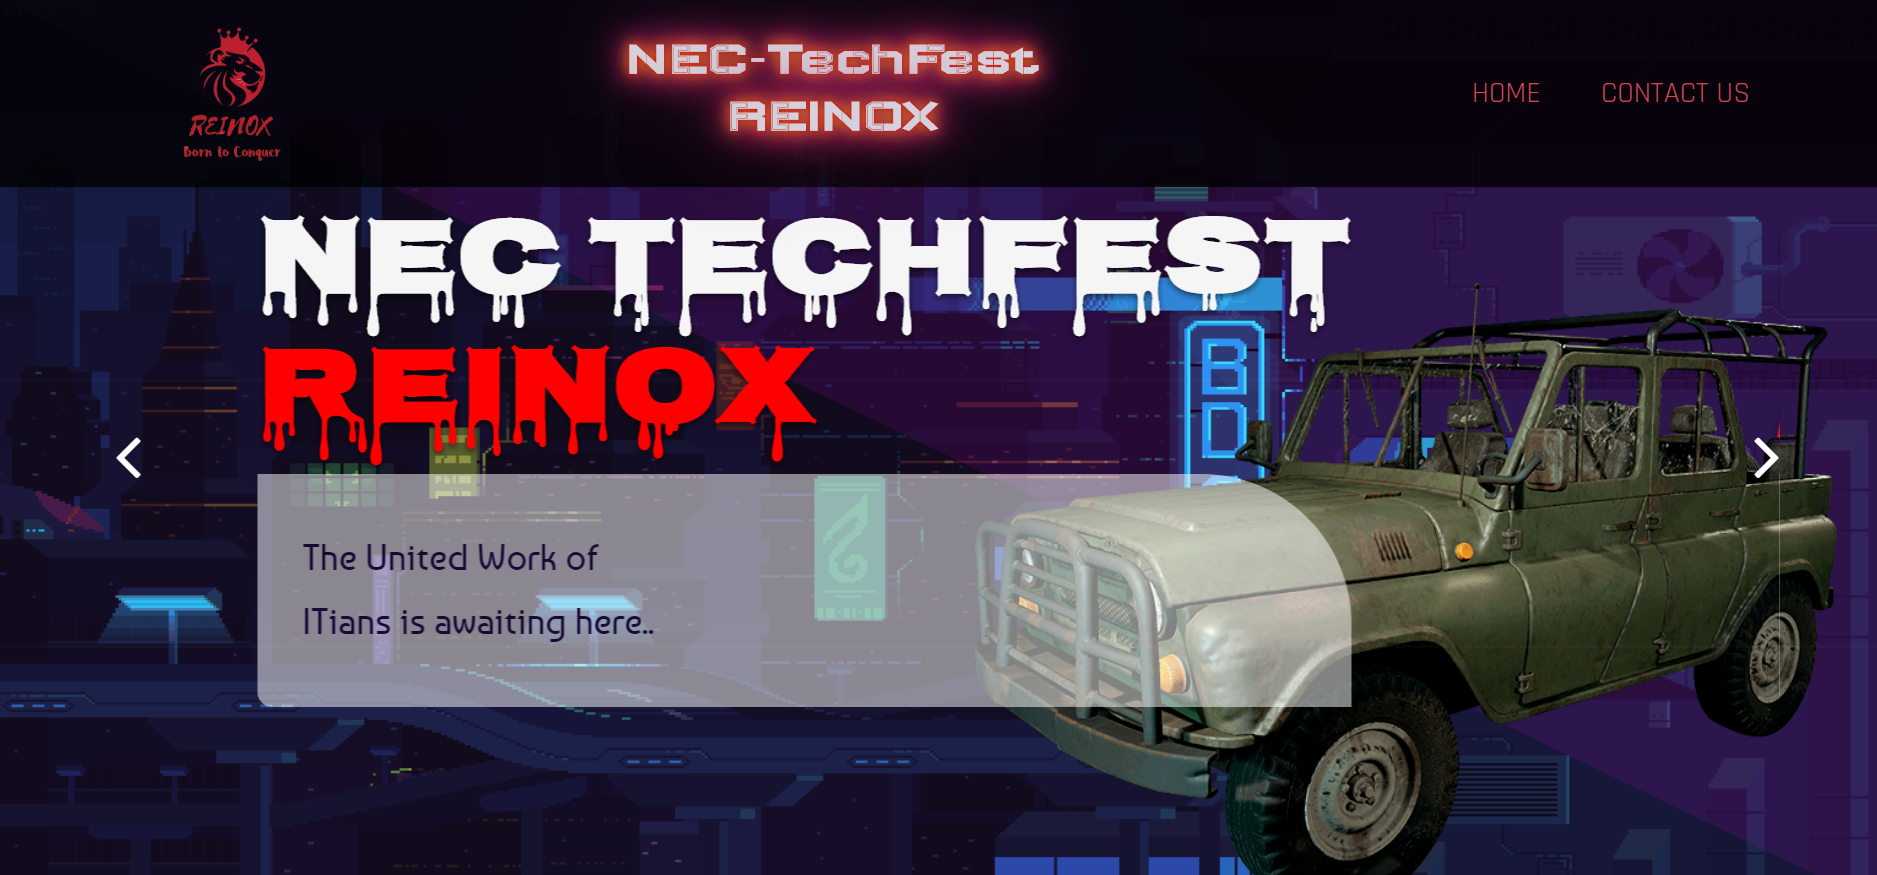 REINOX
Born to Conquer
NEC-TechFest
REINOX
HOME
CONTACT US
NEC TECHFEST
REINOX
The United Work of
ITians is awaiting here..